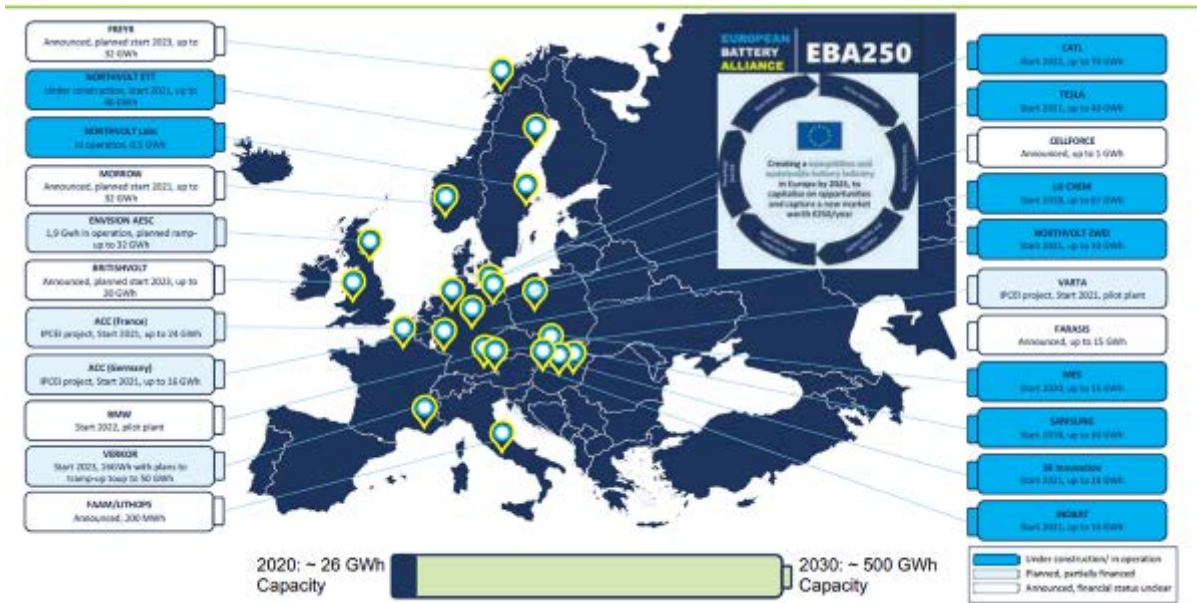 FREYR
Announced, planned start 2023, up to
32 GWh
NORTHVOLT ETT
Under construction, Start 2021, up to
40 GWh
NORTHVOLT Labs
In operation, 0.5 GWh
MORROW
Announced, planned start 2023, up to
32 GWh
ENVISION AESC
1,9 Gwh in operation, planned ramp-
up to 32 GWh
BRITISHVOLT
Announced, planned start 2023, up to
30 GWh
ACC (France)
IPCEI project, Start 2021, up to 24 GWh
ACC (Germany)
IPCEI project, Start 2021, up to 16 GWh
BMW
Start 2022, pilot plant
VERKOR
Start 2023, 16GWh with plans to
50 GWh
FAAM/LITHOPS
Announced, 200 MWh
EUROPEAN
BATTERY
ALLIANCE
EBA250
Creating a competitive and
sustainable battery industry
in Europe by 2025, to
capitalise on opportunities
and capture a new market
worth €250/year
CATL
Start 2022, up to 70 GWh
TESLA
Start 2021, up to 40 GWh
CELLFORCE
Announced, up to 1 GWh
LG CHEM
Start 2018, up to 67 GWh
NORTHVOLT ZWEI
Start 2021, up to
VARTA
IPCEI project, Start 2021, pilot plant
FARASIS
Announced, up to 15 GWh
MES
Start 2020, up to 15 GWh
SAMSUNG
Start 2018, up to 30 GWh
SK Innovation
Start 2021, up to
INOBAT
Start 2021, up to 10 GWh
2020: ~ 26 GWh
Capacity
2030: ~ 500 GWh
Capacity
Under construction/ in operation
Planned, partially financed
Announced, financial status unclear